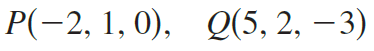 P(−2, 1, 0), Q(5, 2, −3)